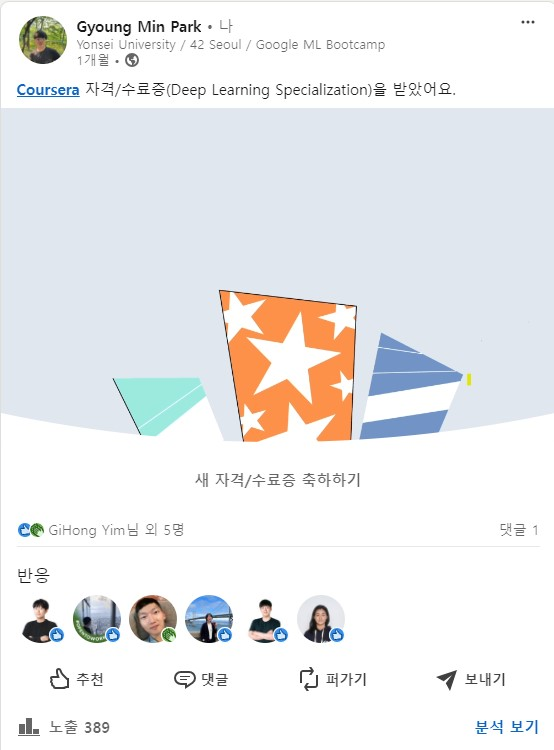 Gyoung Min Park • 나
Yonsei University / 42 Seoul / Google ML Bootcamp
1개월 •
Coursera 자격/수료증(Deep Learning Specialization)을 받았어요.
새 자격/수료증 축하하기
GiHong Yim님 외 5명
댓글 1
반응
추천
댓글
퍼가기
보내기
노출 389
분석 보기